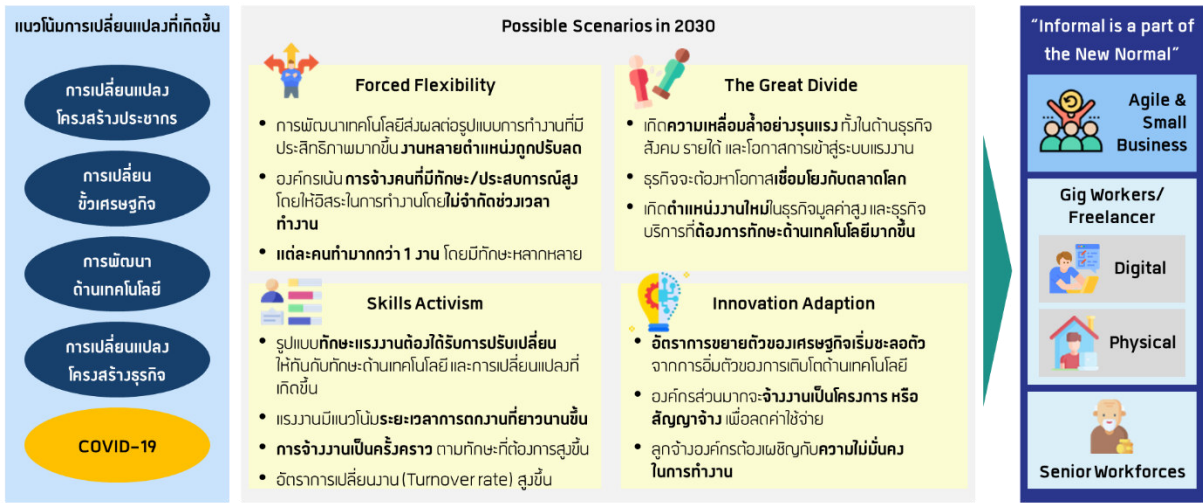 แนวโน้มการเปลี่ยนแปลงที่เกิดขึ้น
การเปลี่ยนแปลง
โครงสร้างประชากร
การเปลี่ยน
ขั้วเศรษฐกิจ
การพัฒนา
ด้านเทคโนโลยี
การเปลี่ยนแปลง
โครงสร้างธุรกิจ
COVID-19
Possible Scenarios in 2030
Forced Flexibility
• การพัฒนาเทคโนโลยีส่งผลต่อรูปแบบการทำงานที่มี
ประสิทธิภาพมากขึ้น งานหลายตำแหน่งถูกปรับลด
• องค์กรเน้น การจ้างคนที่มีทักษะ/ประสบการณ์สูง
โดยให้อิสระในการทำงานโดยไม่จำกัดช่วงเวลา
ทำงาน
• แต่ละคนทำมากกว่า 1 งาน โดยมีทักษะหลากหลาย
The Great Divide
• เกิดความเหลื่อมล้ำอย่างรุนแรง ทั้งในด้านธุรกิจ
สังคม รายได้ และโอกาสการเข้าสู่ระบบแรงงาน
• ธุรกิจจะต้องหาโอกาสเชื่อมโยงกับตลาดโลก
• เกิดตำแหน่งงานใหม่ในธุรกิจมูลค่าสูง และธุรกิจ
บริการที่ต้องการทักษะด้านเทคโนโลยีมากขึ้น
Skills Activism
• รูปแบบทักษะแรงงานต้องได้รับการปรับเปลี่ยน
ให้ทันกับทักษะด้านเทคโนโลยี และการเปลี่ยนแปลงที่
เกิดขึ้น
• แรงงานมีแนวโน้มระยะเวลาการตกงานที่ยาวนานขึ้น
• การจ้างงานเป็นครั้งคราว ตามทักษะที่ต้องการสูงขึ้น
• อัตราการเปลี่ยนงาน (Turnover rate) สูงขึ้น
Innovation Adaption
• อัตราการขยายตัวของเศรษฐกิจเริ่มชะลอตัว
จากการอิ่มตัวของการเติบโตด้านเทคโนโลยี
• องค์กรส่วนมากจะจ้างงานเป็นโครงการ หรือ
สัญญาจ้าง เพื่อลดค่าใช้จ่าย
• ลูกจ้างองค์กรต้องเผชิญกับความไม่มั่นคง
ในการทำงาน
“Informal is a part of
the New Normal”
Agile &
Small
Business
Gig Workers/
Freelancer
Digital
Physical
Senior Workforces